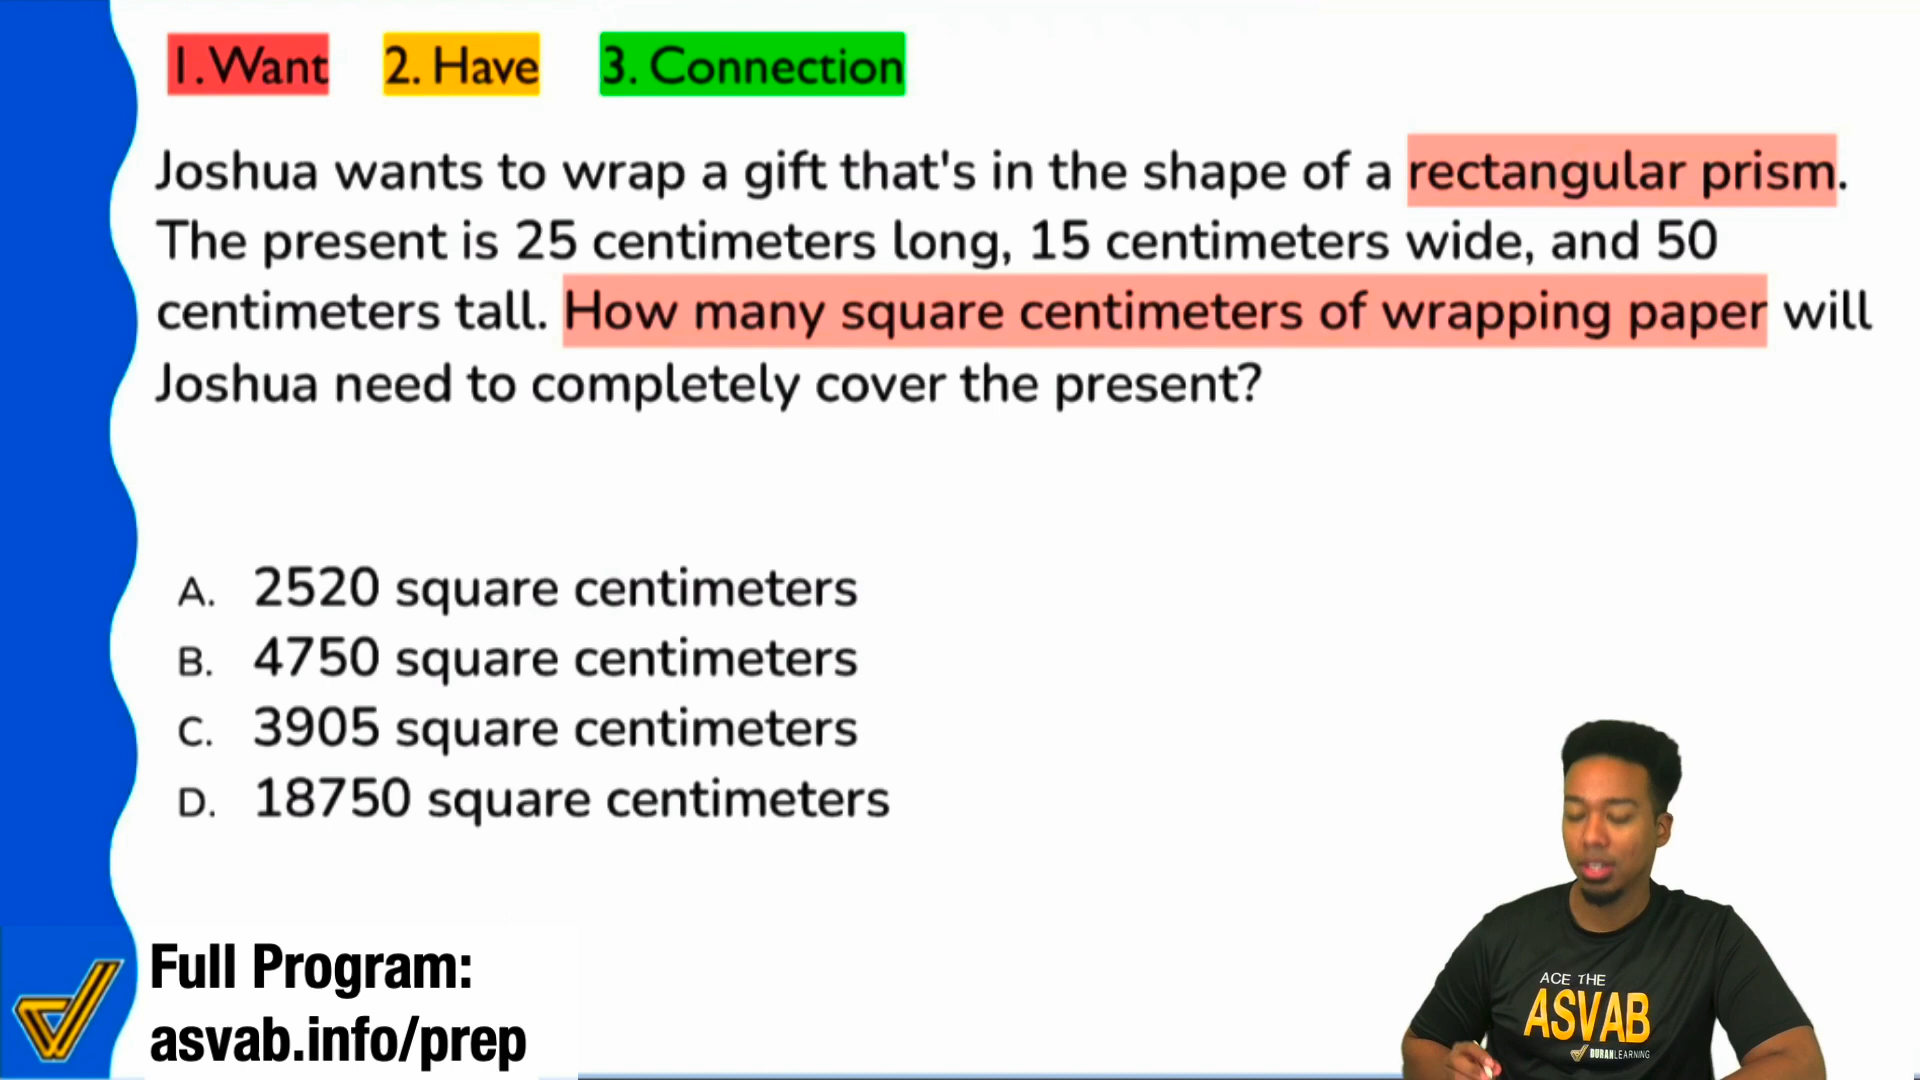 1. Want 2. Have 3. Connection
Joshua wants to wrap a gift that's in the shape of a rectangular prism.
The present is 25 centimeters long, 15 centimeters wide, and 50
centimeters tall. How many square centimeters of wrapping paper will
Joshua need to completely cover the present?
A. 2520 square centimeters
B. 4750 square centimeters
C. 3905 square centimeters
D. 18750 square centimeters
Full Program:
asvab.info/prep
ACE THE
ASVAB
DURANLEARNING